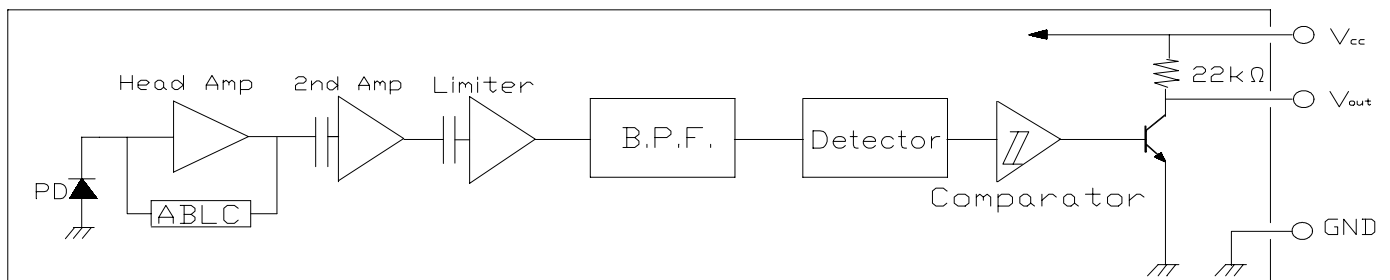 Vcc
Head Amp
2nd Amp
Limiter
22kΩ
Vout
B.P.F.
Detector
PD
ABLC
Comparator
GND